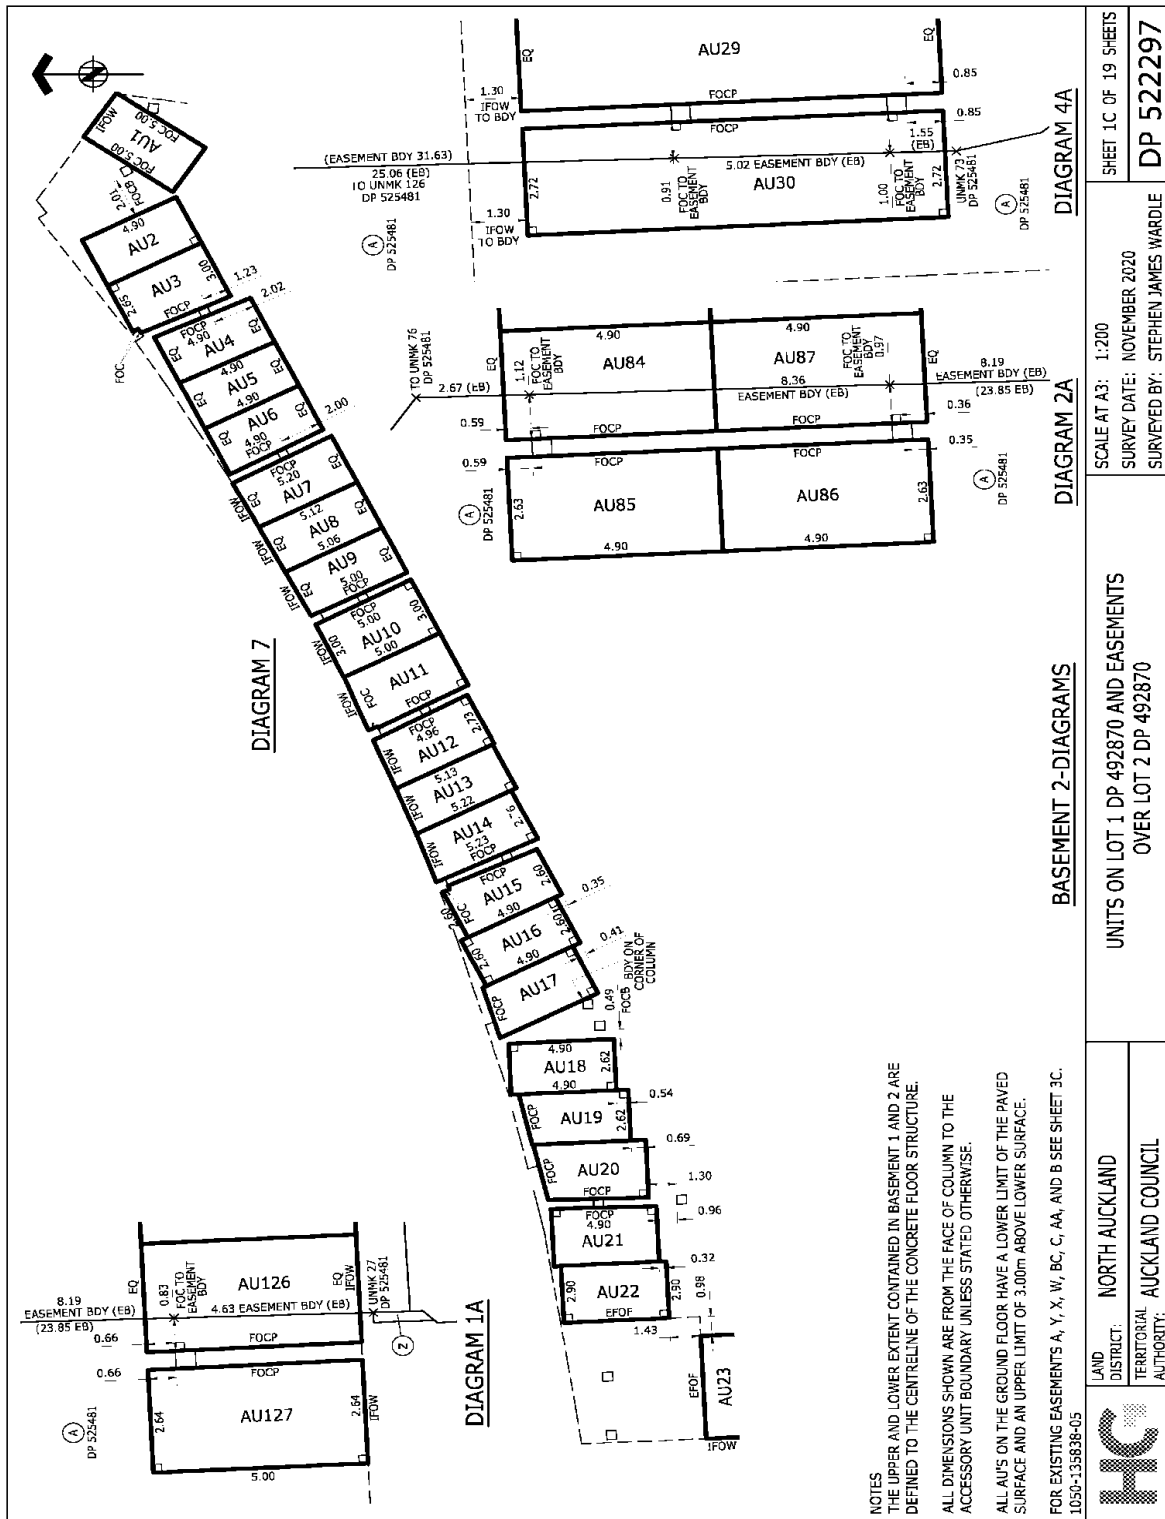 DIAGRAM 7
IFOW
AU1
FOC 5.00
FOC 5.00
FOCB
2.01
4.90
AU2
AU3
3.00
2.65
FOCP
1.23
FOC
FOCP
4.90
EQ
AU4
EQ
2.02
4.90
EQ
AU5
EQ
4.90
EQ
AU6
EQ
4.90
FOCP
2.00
FOCP
5.20
IFOW
EQ
AU7
EQ
5.12
IFOW
EQ
AU8
EQ
5.06
IFOW
EQ
AU9
EQ
5.00
FOCP
FOCP
5.00
IFOW
3.00
AU10
3.00
5.00
IFOW
FOC
AU11
FOCP
FOCP
4.96
IFOW
AU12
2.73
5.13
IFOW
AU13
5.22
IFOW
AU14
2.76
5.23
FOCP
FOCP
2.60
FOC
AU15
2.60
4.90
0.35
2.60
AU16
2.60
4.90
0.41
FOCP
AU17
0.49
FOCB
BDY ON
CORNER OF
COLUMN
4.90
AU18
2.62
4.90
FOCP
AU19
2.62
0.54
FOCP
AU20
0.69
FOCP
1.30
FOCP
4.90
0.96
AU21
0.32
2.90
AU22
2.90
EFOF
0.98
1.43
EFOF
AU23
IFOW
EQ
AU29
EQ
FOCP
1.30
IFOW
TO BDY
0.85
FOCP
0.85
1.55
(EB)
(EASEMENT BDY 31.63)
25.06 (EB)
TO UNMK 126
DP 525481
5.02 EASEMENT BDY (EB)
2.72
AU30
0.91
FOC TO
EASEMENT
BDY
1.00
FOC TO
EASEMENT
BDY
2.72
UNMK 73
DP 525481
1.30
IFOW
TO BDY
A
DP 525481
A
DP 525481
DIAGRAM 4A
TO UNMK 76
DP 525481
4.90
4.90
EQ
AU84
AU87
EQ
1.12
FOC TO
EASEMENT
BDY
FOC TO
EASEMENT
BDY
0.97
2.67 (EB)
8.36
EASEMENT BDY (EB)
8.19
EASEMENT BDY (EB)
(23.85 EB)
0.59
FOCP
FOCP
0.36
0.59
FOCP
FOCP
0.35
A
DP 525481
2.63
AU85
AU86
2.63
A
DP 525481
4.90
4.90
DIAGRAM 2A
EQ
AU126
EQ
IFOW
8.19
EASEMENT BDY (EB)
(23.85 EB)
0.83
FOC TO
EASEMENT
BDY
4.63 EASEMENT BDY (EB)
UNMK 27
DP 525481
0.66
FOCP
Z
0.66
FOCP
A
DP 525481
2.64
AU127
2.64
IFOW
5.00
DIAGRAM 1A
BASEMENT 2-DIAGRAMS
NOTES
THE UPPER AND LOWER EXTENT CONTAINED IN BASEMENT 1 AND 2 ARE
DEFINED TO THE CENTRELINE OF THE CONCRETE FLOOR STRUCTURE.
ALL DIMENSIONS SHOWN ARE FROM THE FACE OF COLUMN TO THE
ACCESSORY UNIT BOUNDARY UNLESS STATED OTHERWISE.
ALL AU'S ON THE GROUND FLOOR HAVE A LOWER LIMIT OF THE PAVED
SURFACE AND AN UPPER LIMIT OF 3.00m ABOVE LOWER SURFACE.
FOR EXISTING EASEMENTS A, Y, X, W, BC, C, AA, AND B SEE SHEET 3C.
1050-135838-05
HG
LAND
DISTRICT:
NORTH AUCKLAND
TERRITORIAL
AUTHORITY:
AUCKLAND COUNCIL
UNITS ON LOT 1 DP 492870 AND EASEMENTS
OVER LOT 2 DP 492870
SCALE AT A3: 1:200
SURVEY DATE: NOVEMBER 2020
SURVEYED BY: STEPHEN JAMES WARDLE
SHEET 1C OF 19 SHEETS
DP 522297